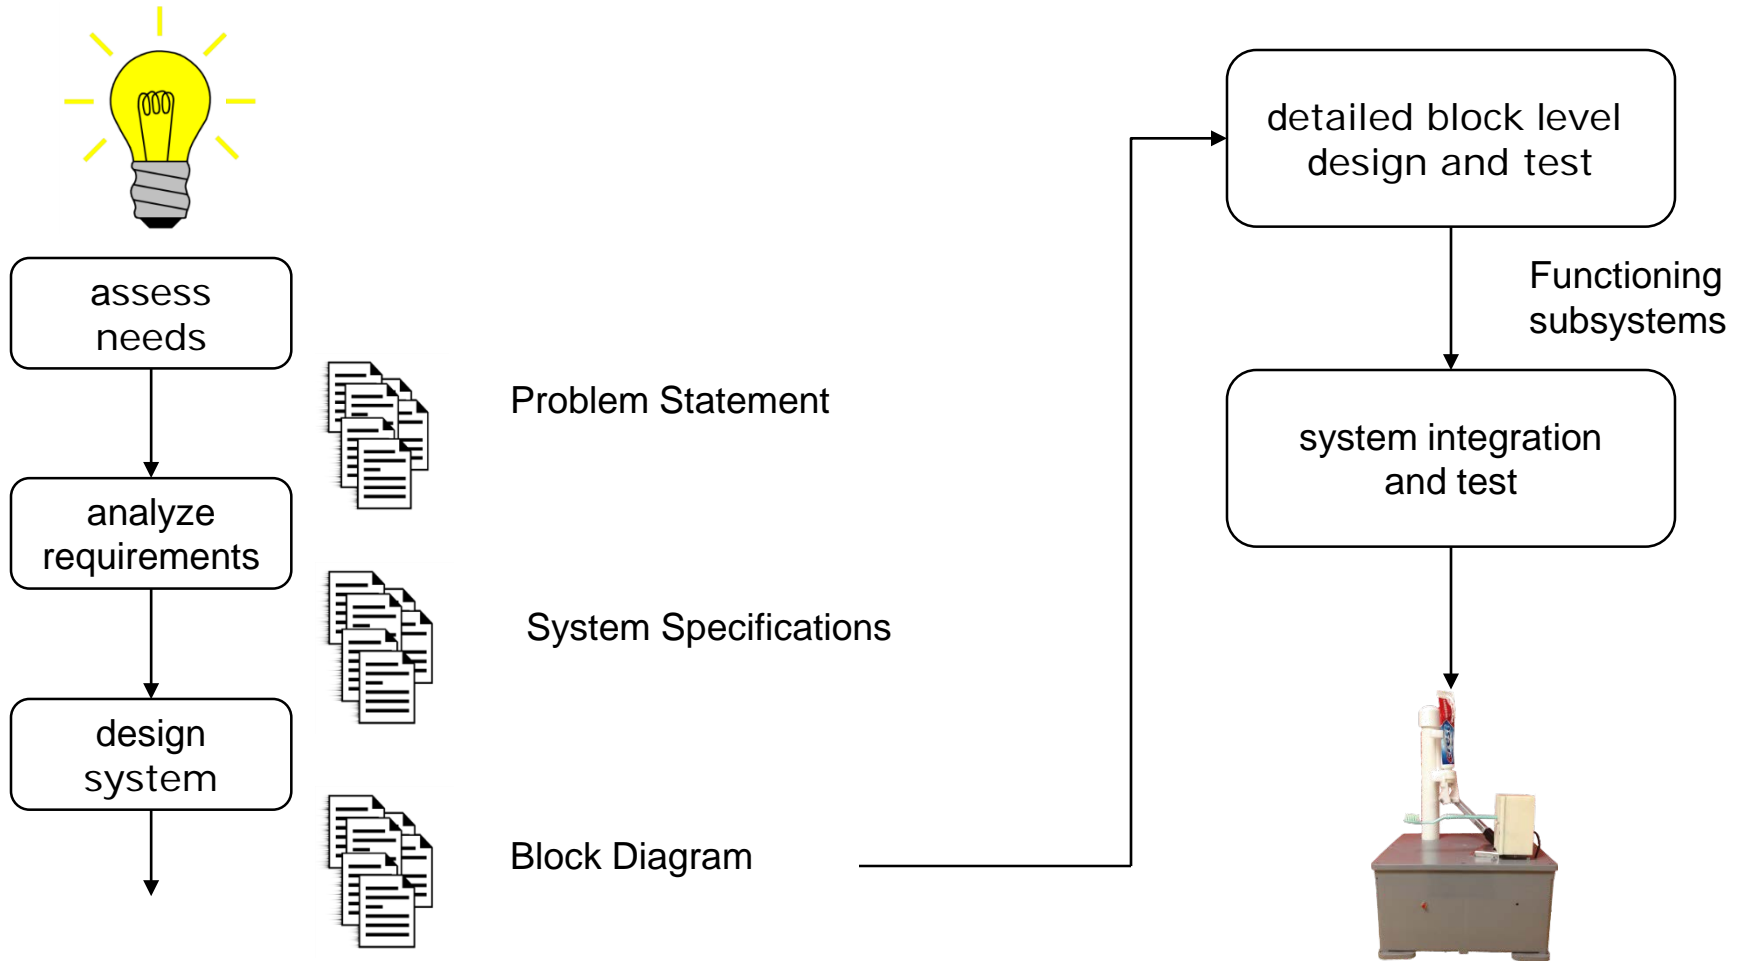 assess
needs
Problem Statement
analyze
requirements
System Specifications
design
system
Block Diagram
detailed block level
design and test
Functioning
subsystems
system integration
and test